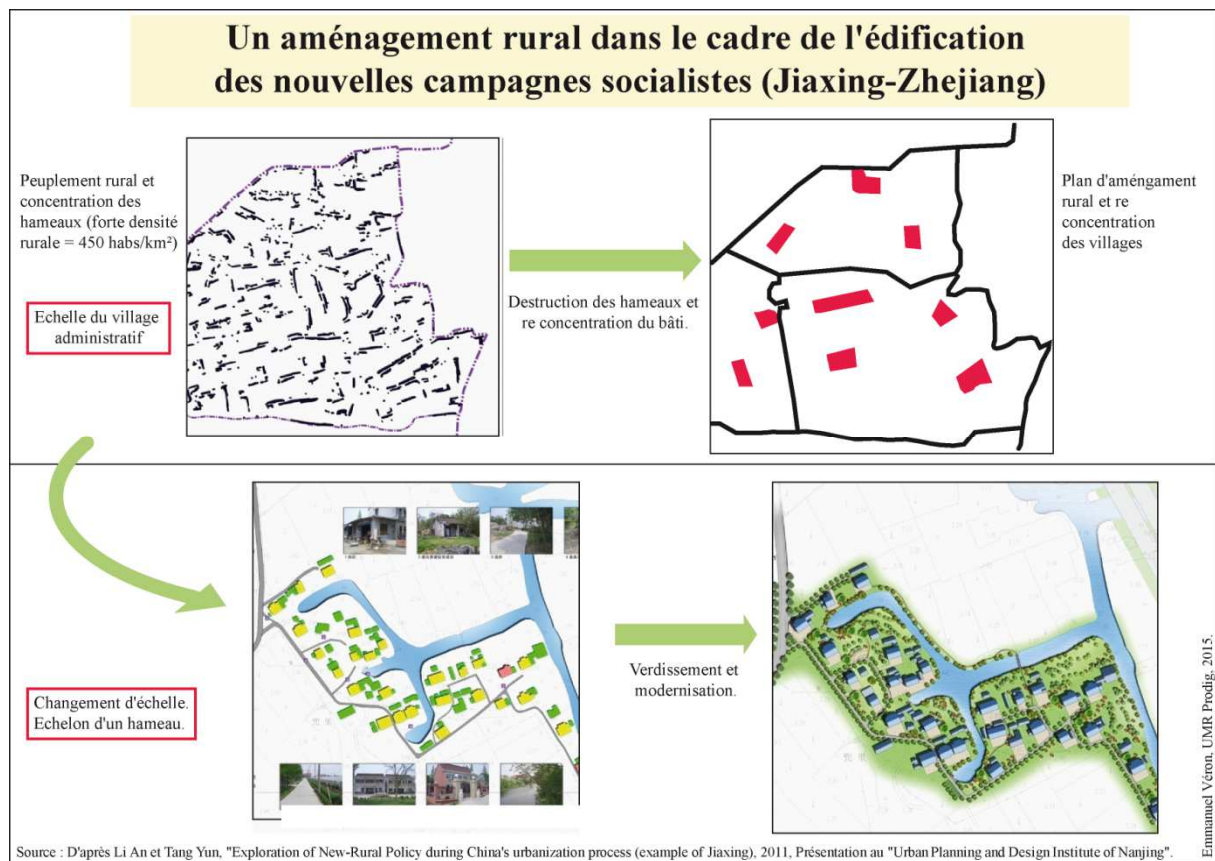 Un aménagement rural dans le cadre de l'édification
des nouvelles campagnes socialistes (Jiaxing-Zhejiang)
Peuplement rural et
concentration des
hameaux (forte densité
rurale = 450 habs/km²)
Echelle du village
administratif
Destruction des hameaux et
re concentration du bâti.
Plan d'améngament
rural et re
concentration
des villages
Changement d'échelle.
Echelon d'un hameau.
Verdissement et
modernisation.
Emmanuel Véron, UMR Prodig, 2015.
Source : D'après Li An et Tang Yun, "Exploration of New-Rural Policy during China's urbanization process (example of Jiaxing), 2011, Présentation au "Urban Planning and Design Institute of Nanjing".